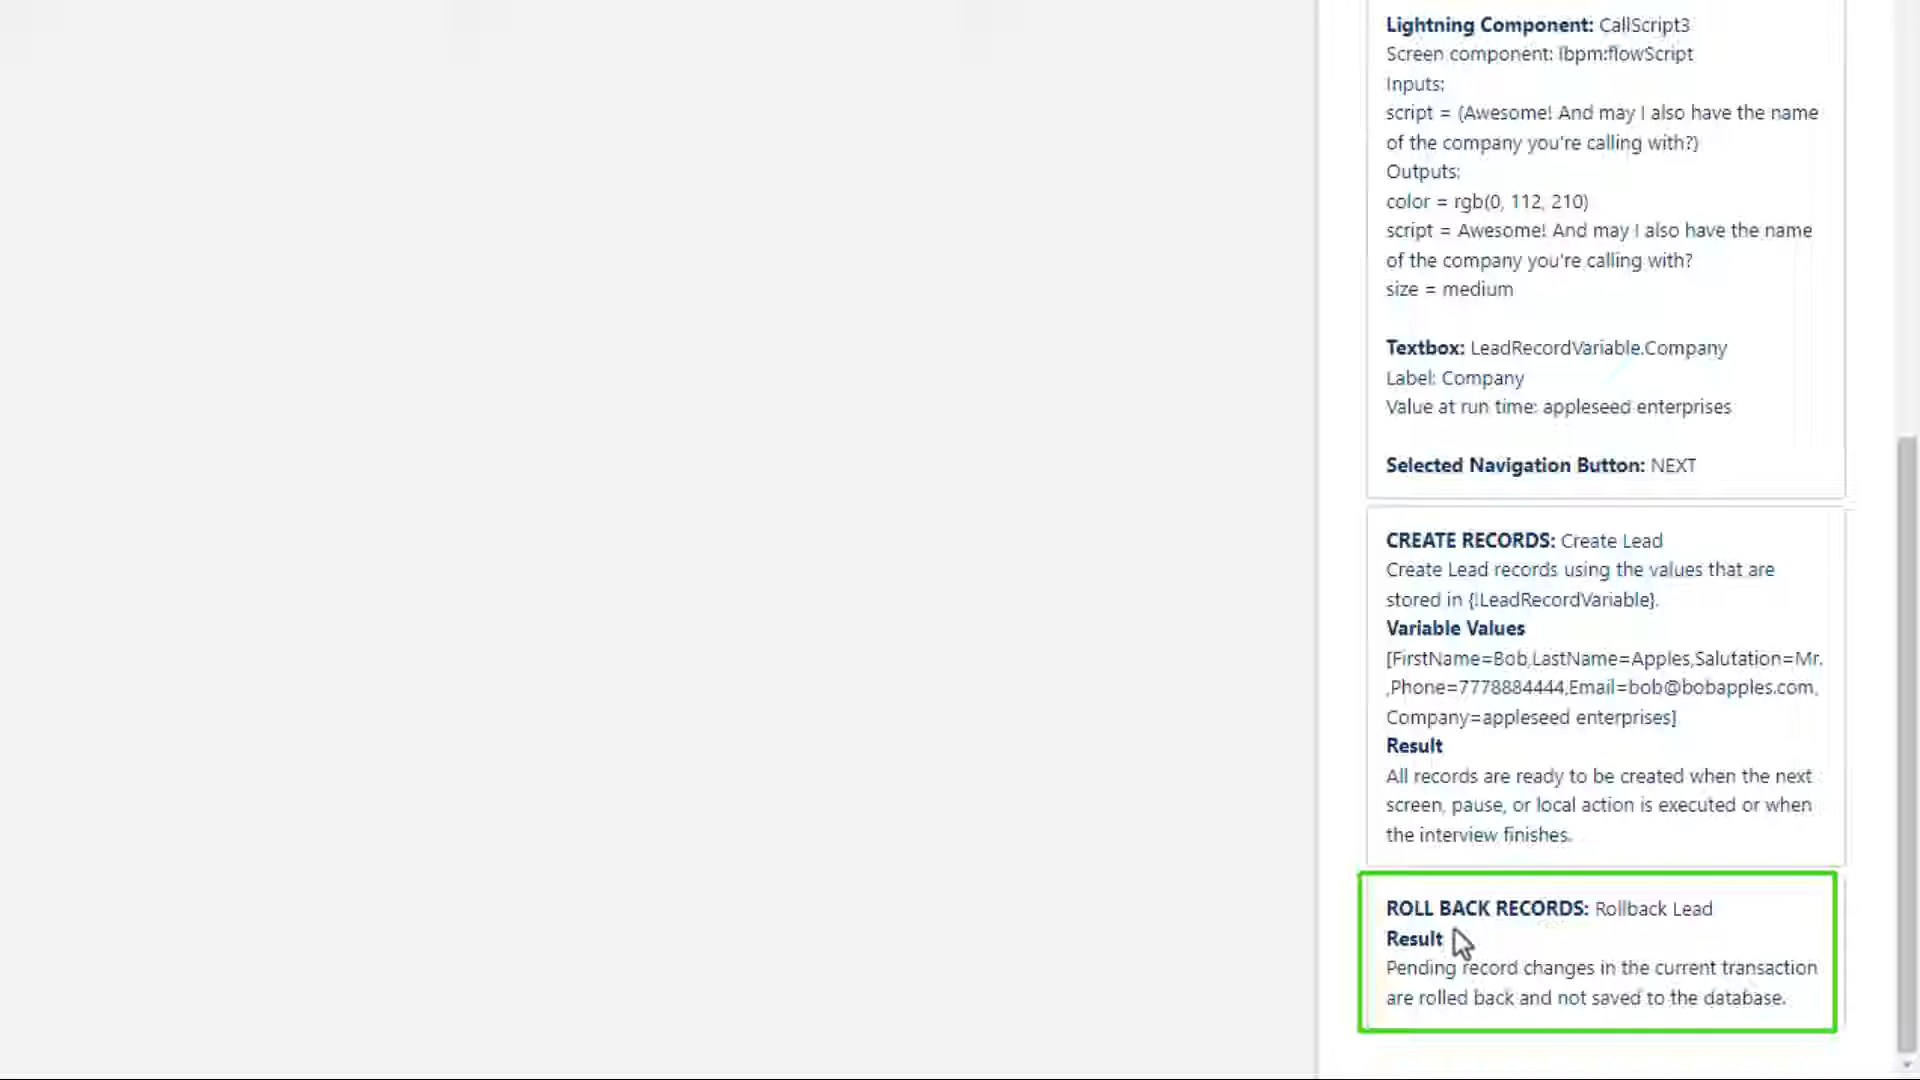 Lightning Component: CallScript3
Screen component: lbpm:flowScript
Inputs:
script = (Awesome! And may I also have the name
of the company you're calling with?)
Outputs:
color = rgb(0, 112, 210)
script = Awesome! And may I also have the name
of the company you're calling with?
size = medium
Textbox: LeadRecordVariable.Company
Label: Company
Value at run time: appleseed enterprises
Selected Navigation Button: NEXT
CREATE RECORDS: Create Lead
Create Lead records using the values that are
stored in {!LeadRecordVariable}.
Variable Values
[FirstName=Bob,LastName=Apples,Salutation=Mr.
,Phone=7778884444,Email=bob@bobapples.com,
Company=appleseed enterprises]
Result
All records are ready to be created when the next
screen, pause, or local action is executed or when
the interview finishes.
ROLL BACK RECORDS: Rollback Lead
Result
Pending record changes in the current transaction
are rolled back and not saved to the database.